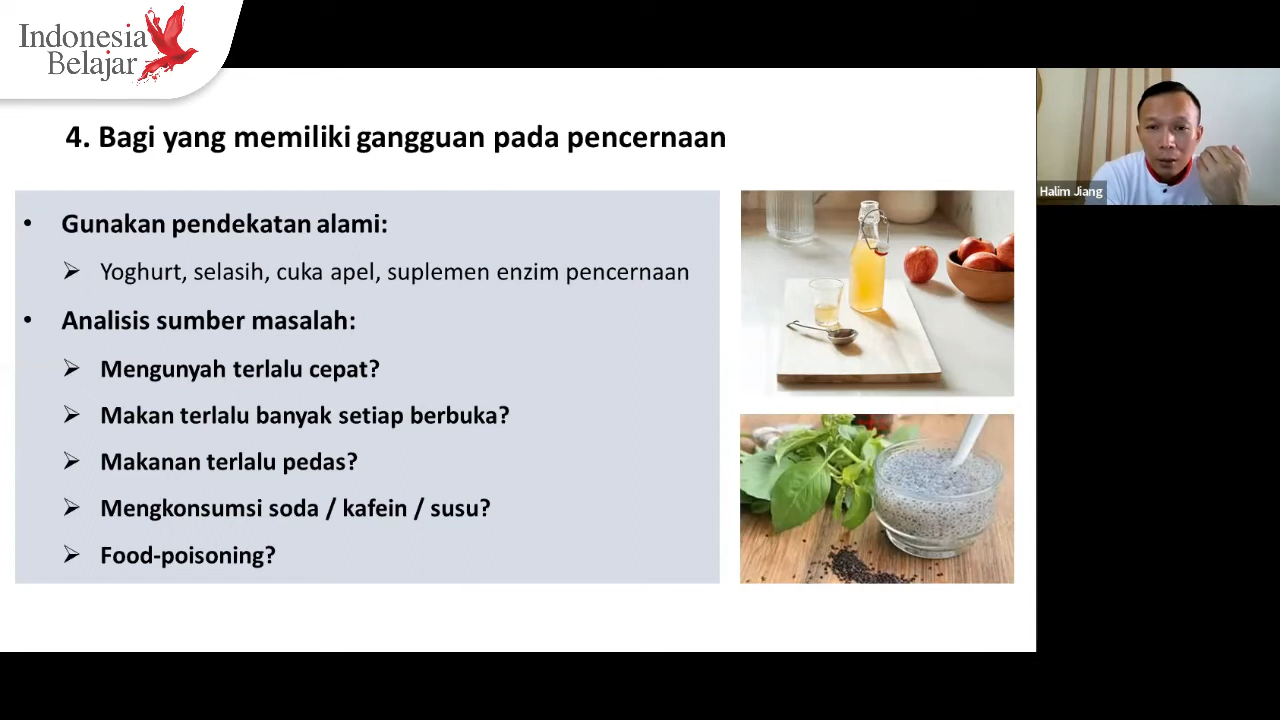 Indonesia
Belajar
4. Bagi yang memiliki gangguan pada pencernaan
• Gunakan pendekatan alami:
➢ Yoghurt, selasih, cuka apel, suplemen enzim pencernaan
• Analisis sumber masalah:
➢ Mengunyah terlalu cepat?
➢ Makan terlalu banyak setiap berbuka?
➢ Makanan terlalu pedas?
➢ Mengkonsumsi soda / kafein / susu?
➢ Food-poisoning?
Halim Jiang